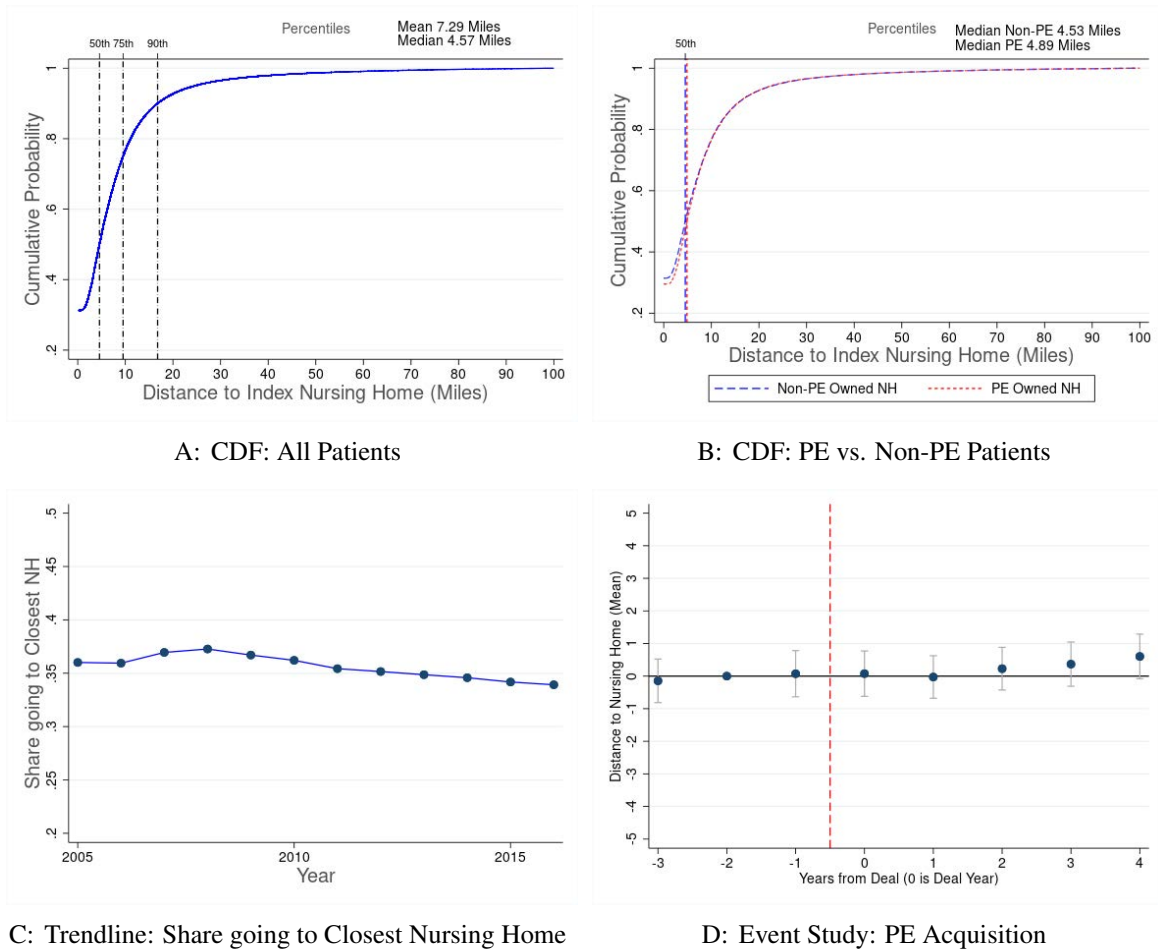 Percentiles
Mean 7.29 Miles
Median 4.57 Miles
50th 75th 90th
Cumulative Probability
1
.8
.6
.4
.2
0 10 20 30 40 50 60 70 80 90 100
Distance to Index Nursing Home (Miles)
A: CDF: All Patients
Percentiles
Median Non-PE 4.53 Miles
Median PE 4.89 Miles
50th
Cumulative Probability
1
.8
.6
.4
.2
0 10 20 30 40 50 60 70 80 90 100
Distance to Index Nursing Home (Miles)
Non-PE Owned NH PE Owned NH
B: CDF: PE vs. Non-PE Patients
Share going to Closest NH
.5
.45
.4
.35
.3
.25
.2
2005 2010 2015
Year
C: Trendline: Share going to Closest Nursing Home
Distance to Nursing Home (Mean)
5
4
3
2
1
0
-1
-2
-3
-4
-5
-3 -2 -1 0 1 2 3 4
Years from Deal (0 is Deal Year)
D: Event Study: PE Acquisition